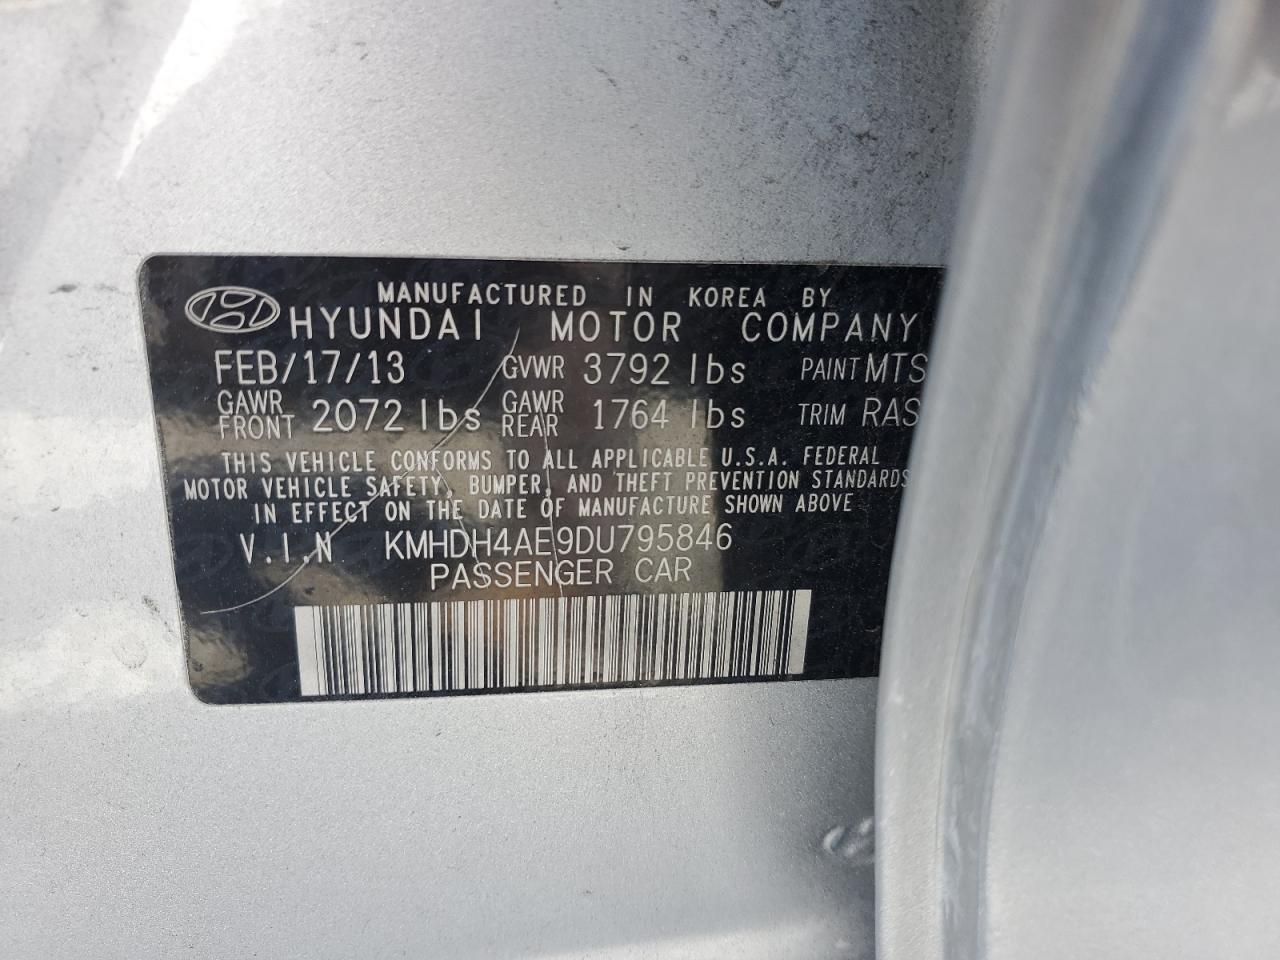 MANUFACTURED IN KOREA BY
HYUNDAI MOTOR COMPANY
FEB/17/13 GVWR 3792 lbs PAINT MTS
GAWR FRONT 2072 lbs GAWR REAR 1764 lbs TRIM RAS
THIS VEHICLE CONFORMS TO ALL APPLICABLE U.S.A. FEDERAL
MOTOR VEHICLE SAFETY, BUMPER, AND THEFT PREVENTION STANDARDS
IN EFFECT ON THE DATE OF MANUFACTURE SHOWN ABOVE
V.I.N KMHDH4AE9DU795846
PASSENGER CAR